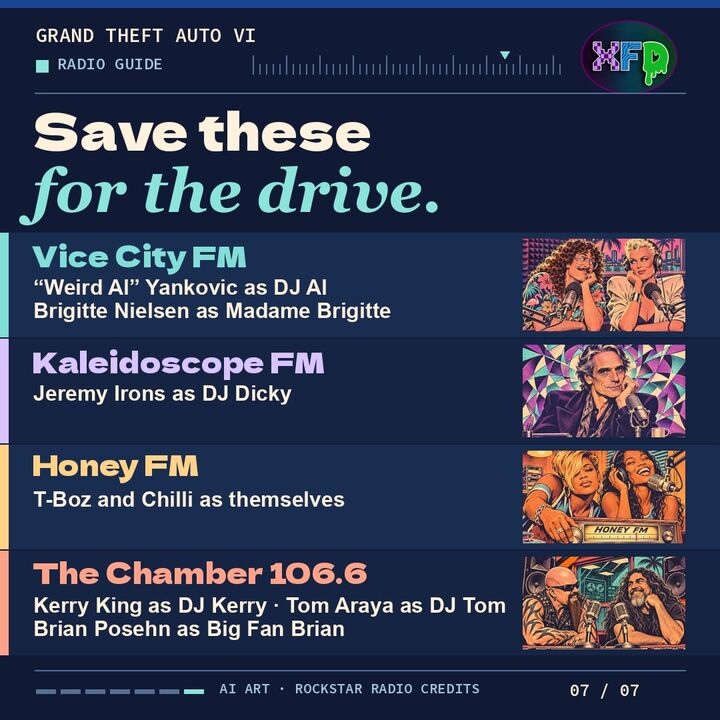 GRAND THEFT AUTO VI
RADIO GUIDE
XFD
Save these
for the drive.
Vice City FM
“Weird Al” Yankovic as DJ Al
Brigitte Nielsen as Madame Brigitte
Kaleidoscope FM
Jeremy Irons as DJ Dicky
Honey FM
T-Boz and Chilli as themselves
HONEY FM
The Chamber 106.6
Kerry King as DJ Kerry · Tom Araya as DJ Tom
Brian Posehn as Big Fan Brian
AI ART · ROCKSTAR RADIO CREDITS
07 / 07